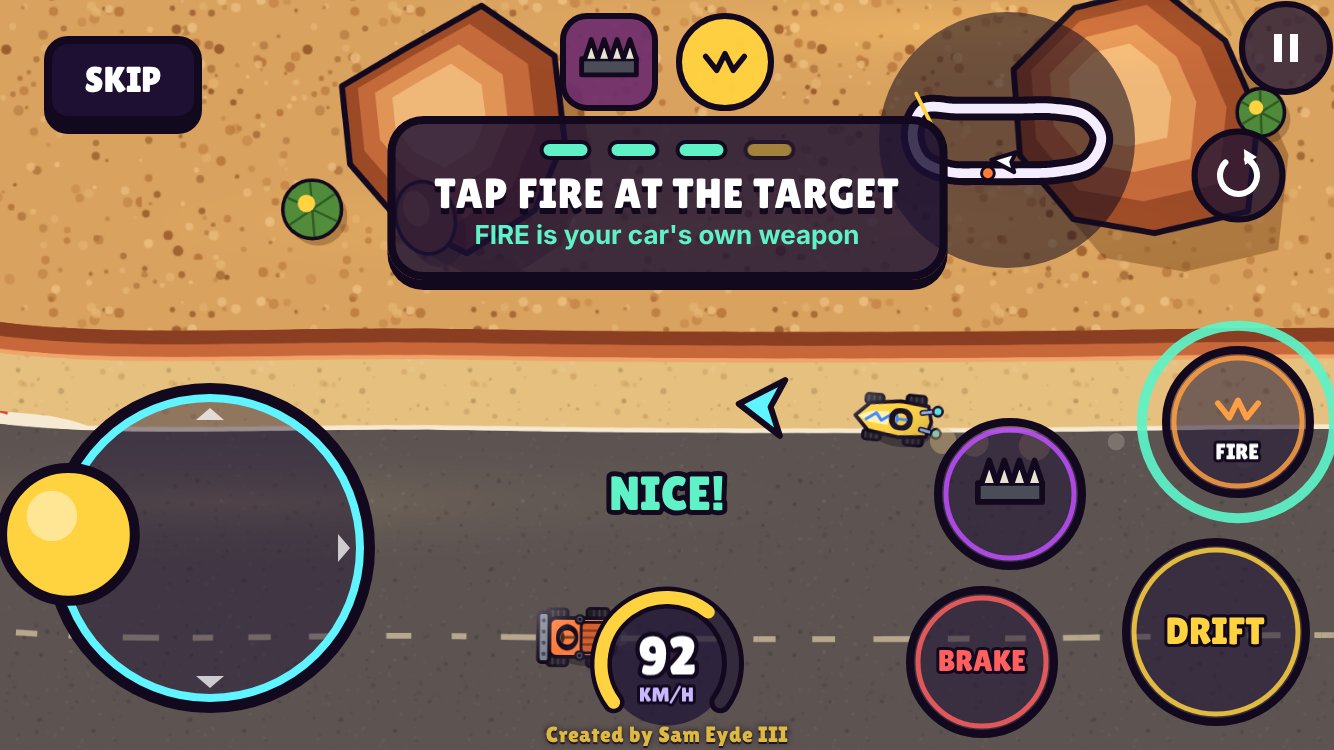 SKIP
TAP FIRE AT THE TARGET
FIRE is your car's own weapon
FIRE
NICE!
DRIFT
92
BRAKE
KM/H
Created by Sam Eyde III